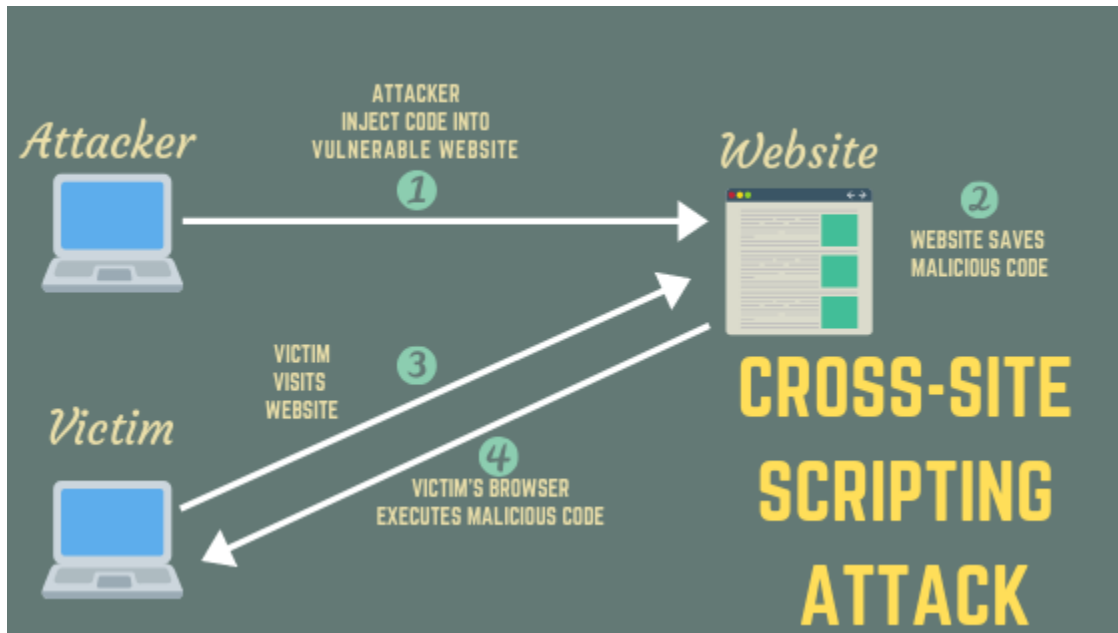 Attacker
ATTACKER
INJECT CODE INTO
VULNERABLE WEBSITE
1
Website
2
WEBSITE SAVES
MALICIOUS CODE
VICTIM
VISITS
WEBSITE
3
Victim
4
VICTIM'S BROWSER
EXECUTES MALICIOUS CODE
CROSS-SITE
SCRIPTING
ATTACK